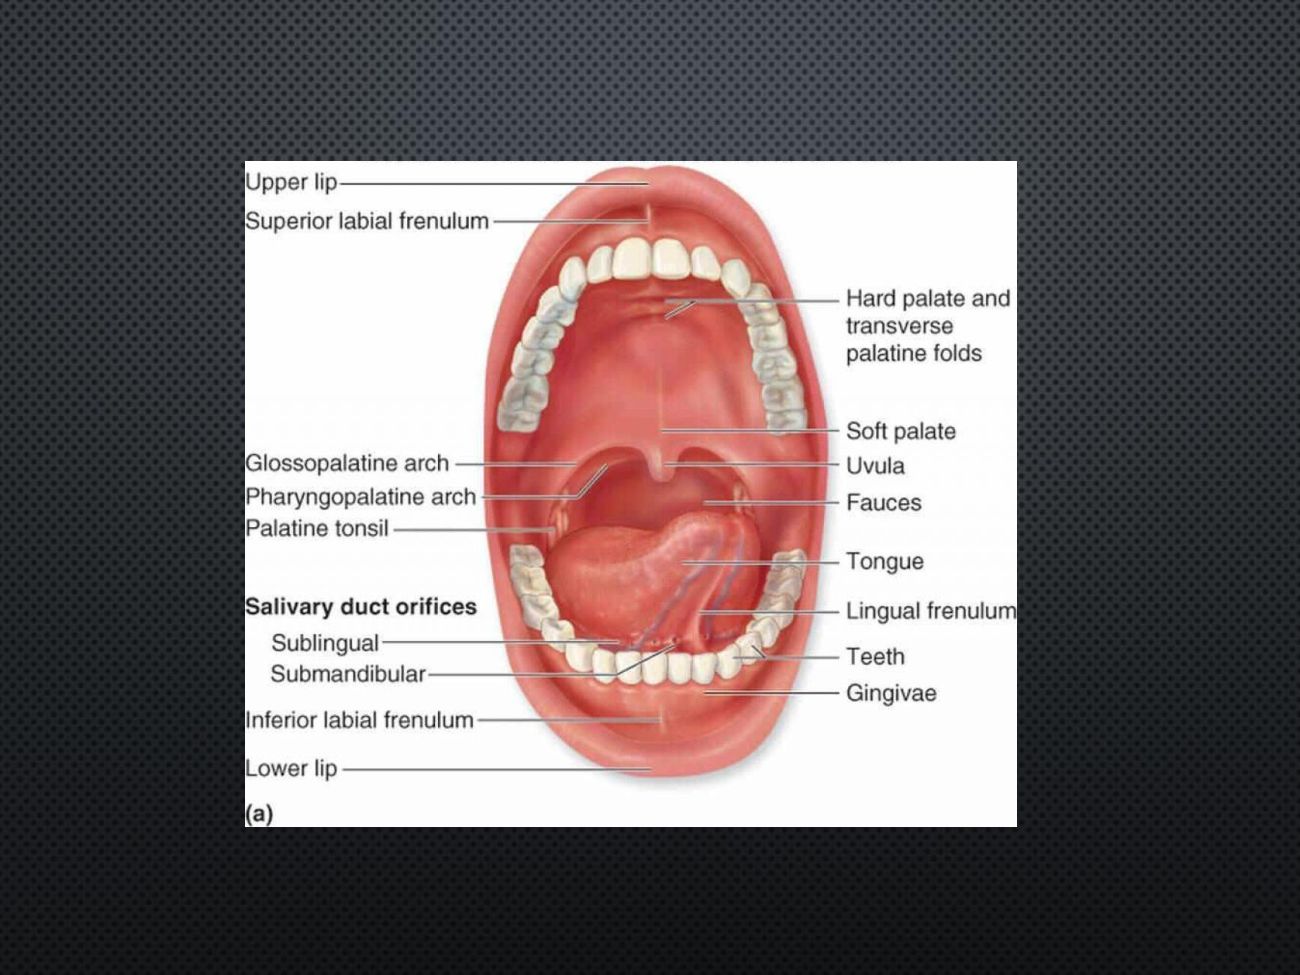 Upper lip
Superior labial frenulum
Hard palate and
transverse
palatine folds
Soft palate
Glossopalatine arch
Uvula
Pharyngopalatine arch
Fauces
Palatine tonsil
Tongue
Salivary duct orifices
Lingual frenulum
Sublingual
Teeth
Submandibular
Gingivae
Inferior labial frenulum
Lower lip
(a)